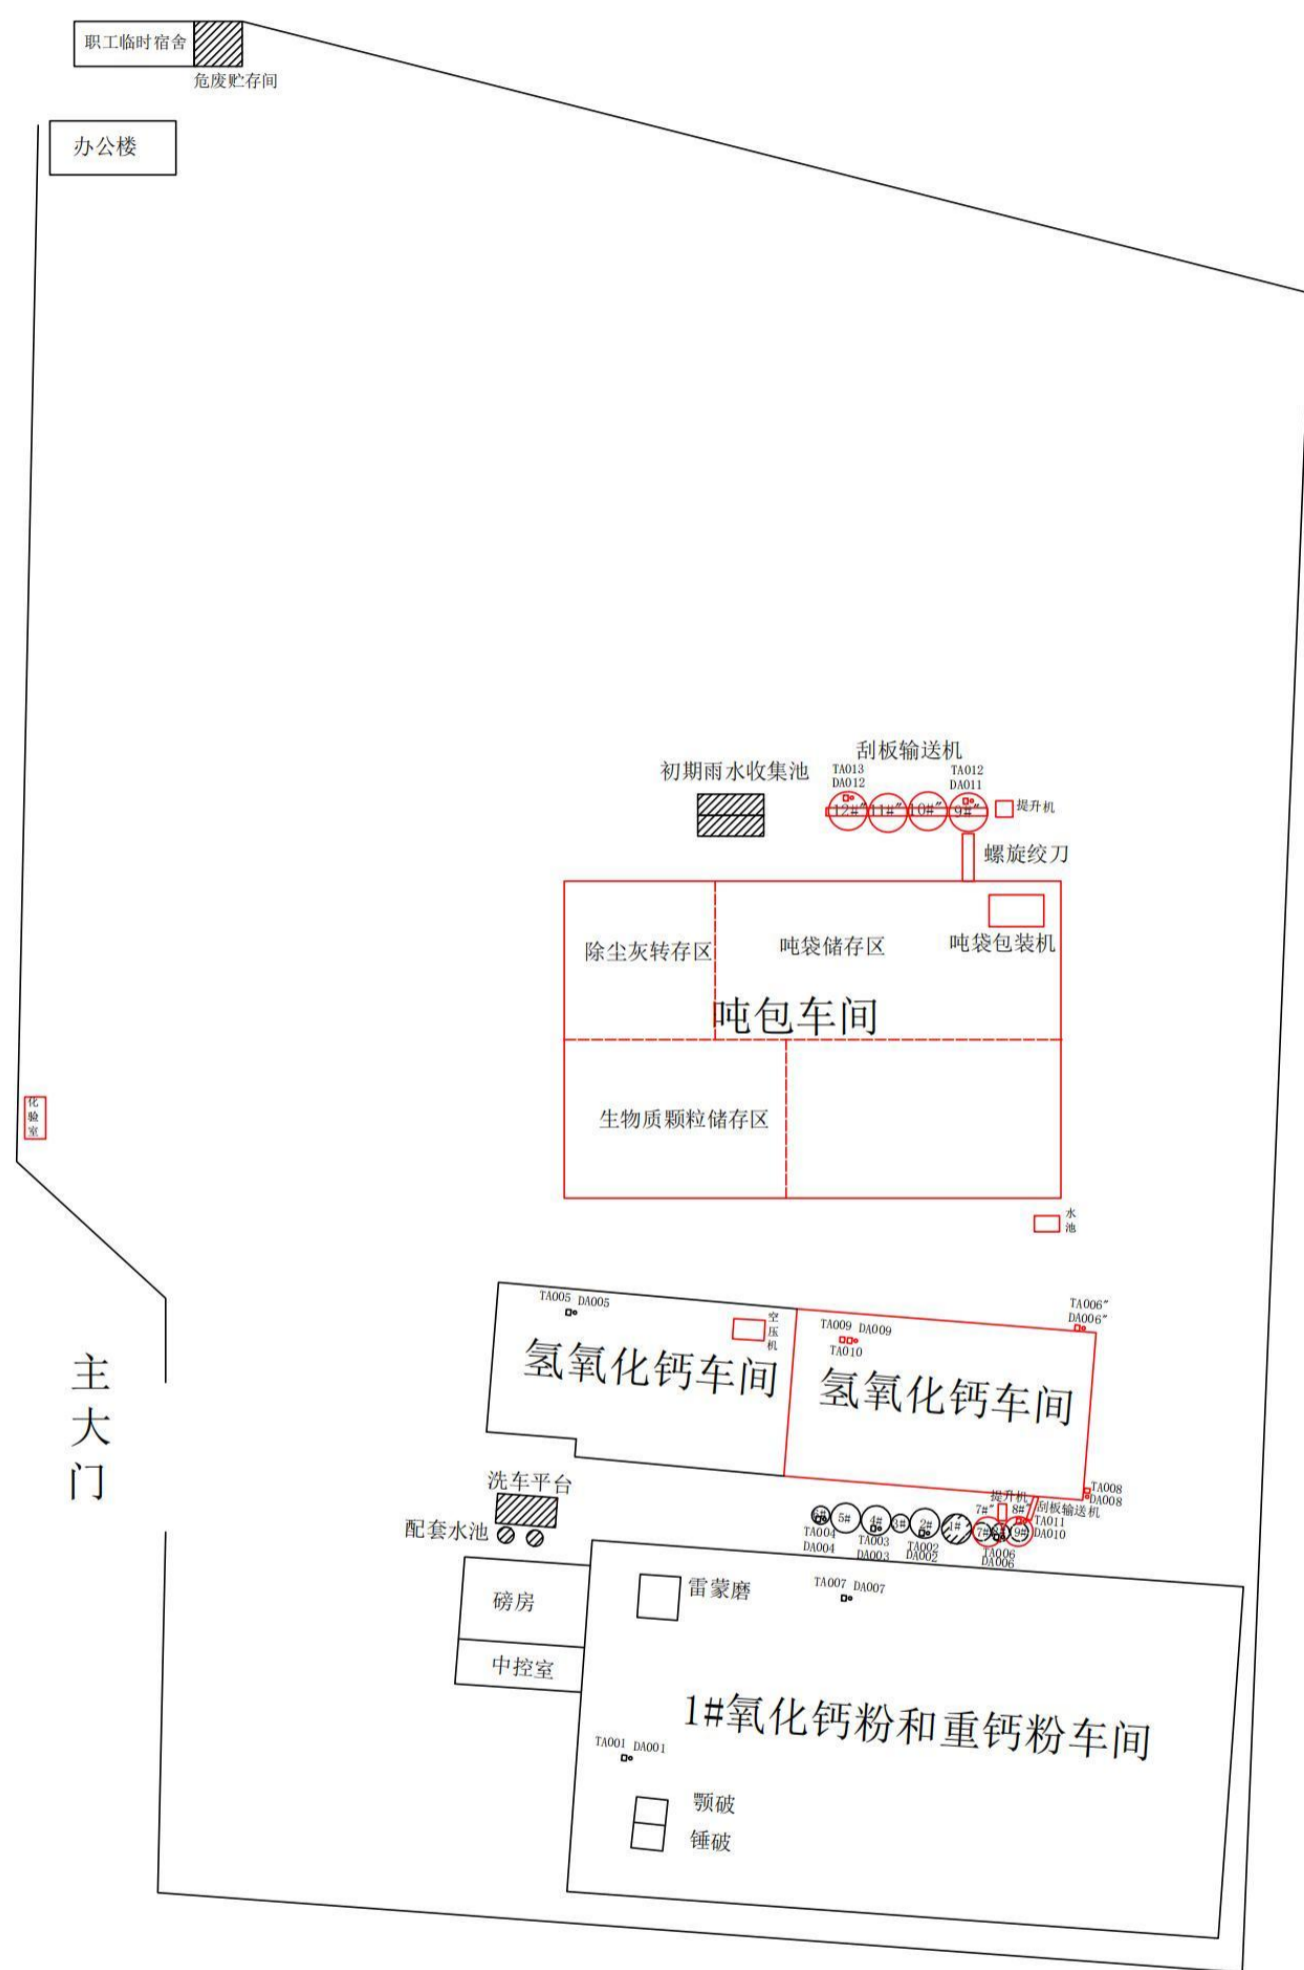 职工临时宿舍
危废贮存间
办公楼
刮板输送机
初期雨水收集池
TA013
DA012
TA012
DA011
12#"
11#"
10#"
9#"
提升机
螺旋绞刀
除尘灰转存区
吨袋储存区
吨袋包装机
吨包车间
生物质颗粒储存区
化验室
水池
主大门
TA005 DA005
空压机
氢氧化钙车间
TA009 DA009
TA010
TA006"
DA006"
氢氧化钙车间
TA008
DA008
洗车平台
配套水池
提升机
刮板输送机
7#"
8#"
6#
5#
4#
3#
2#
1#
7#
9#
TA011
DA010
TA004
DA004
TA003
DA003
TA002
DA002
TA006
DA006
磅房
中控室
雷蒙磨
TA007 DA007
1#氧化钙粉和重钙粉车间
TA001 DA001
颚破
锤破